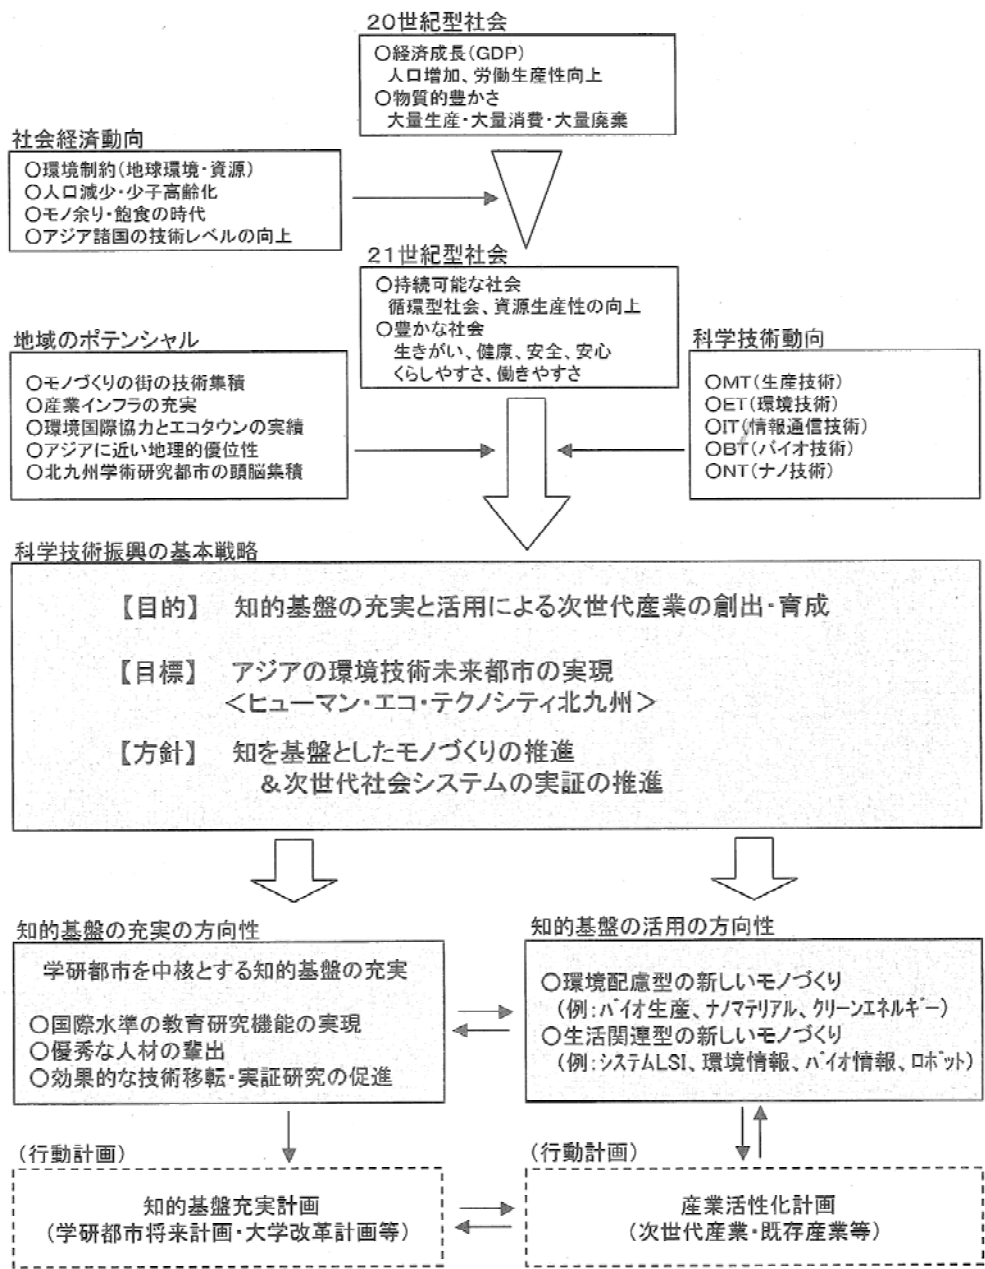 20世紀型社会
○経済成長(GDP)
人口増加、労働生産性向上
○物質的豊かさ
大量生産・大量消費・大量廃棄
社会経済動向
○環境制約(地球環境・資源)
○人口減少・少子高齢化
○モノ余り・飽食の時代
○アジア諸国の技術レベルの向上
21世紀型社会
○持続可能な社会
循環型社会、資源生産性の向上
○豊かな社会
生きがい、健康、安全、安心
くらしやすさ、働きやすさ
地域のポテンシャル
○モノづくりの街の技術集積
○産業インフラの充実
○環境国際協力とエコタウンの実績
○アジアに近い地理的優位性
○北九州学術研究都市の頭脳集積
科学技術動向
○MT(生産技術)
○ET(環境技術)
○IT(情報通信技術)
○BT(バイオ技術)
○NT(ナノ技術)
科学技術振興の基本戦略
【目的】 知的基盤の充実と活用による次世代産業の創出・育成
【目標】 アジアの環境技術未来都市の実現
＜ヒューマン・エコ・テクノシティ北九州＞
【方針】 知を基盤としたモノづくりの推進
＆次世代社会システムの実証の推進
知的基盤の充実の方向性
学研都市を中核とする知的基盤の充実
○国際水準の教育研究機能の実現
○優秀な人材の輩出
○効果的な技術移転・実証研究の促進
知的基盤の活用の方向性
○環境配慮型の新しいモノづくり
(例：バイオ生産、ナノマテリアル、クリーンエネルギー)
○生活関連型の新しいモノづくり
(例：システムLSI、環境情報、バイオ情報、ロボット)
(行動計画)
知的基盤充実計画
(学研都市将来計画・大学改革計画等)
(行動計画)
産業活性化計画
(次世代産業・既存産業等)